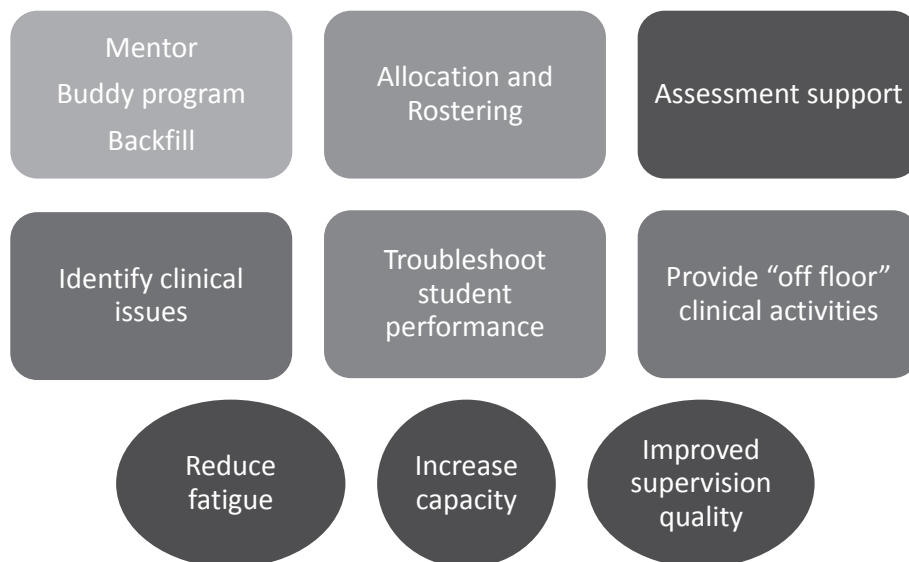 Mentor
Buddy program
Backfill
Allocation and
Rostering
Assessment support
Identify clinical
issues
Troubleshoot
student
performance
Provide “off floor”
clinical activities
Reduce
fatigue
Increase
capacity
Improved
supervision
quality